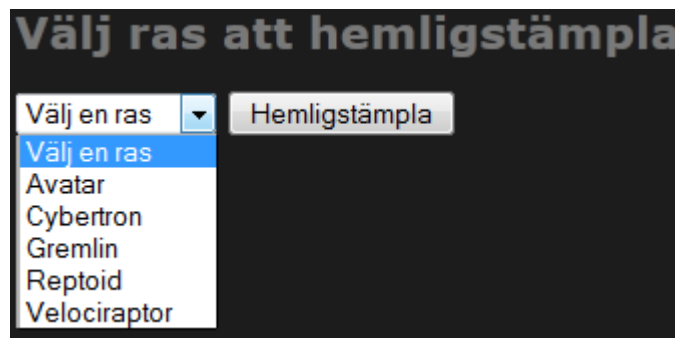 Välj ras att hemligstämpla
Välj en ras Hemligstämpla
Välj en ras
Avatar
Cybertron
Gremlin
Reptoid
Velociraptor